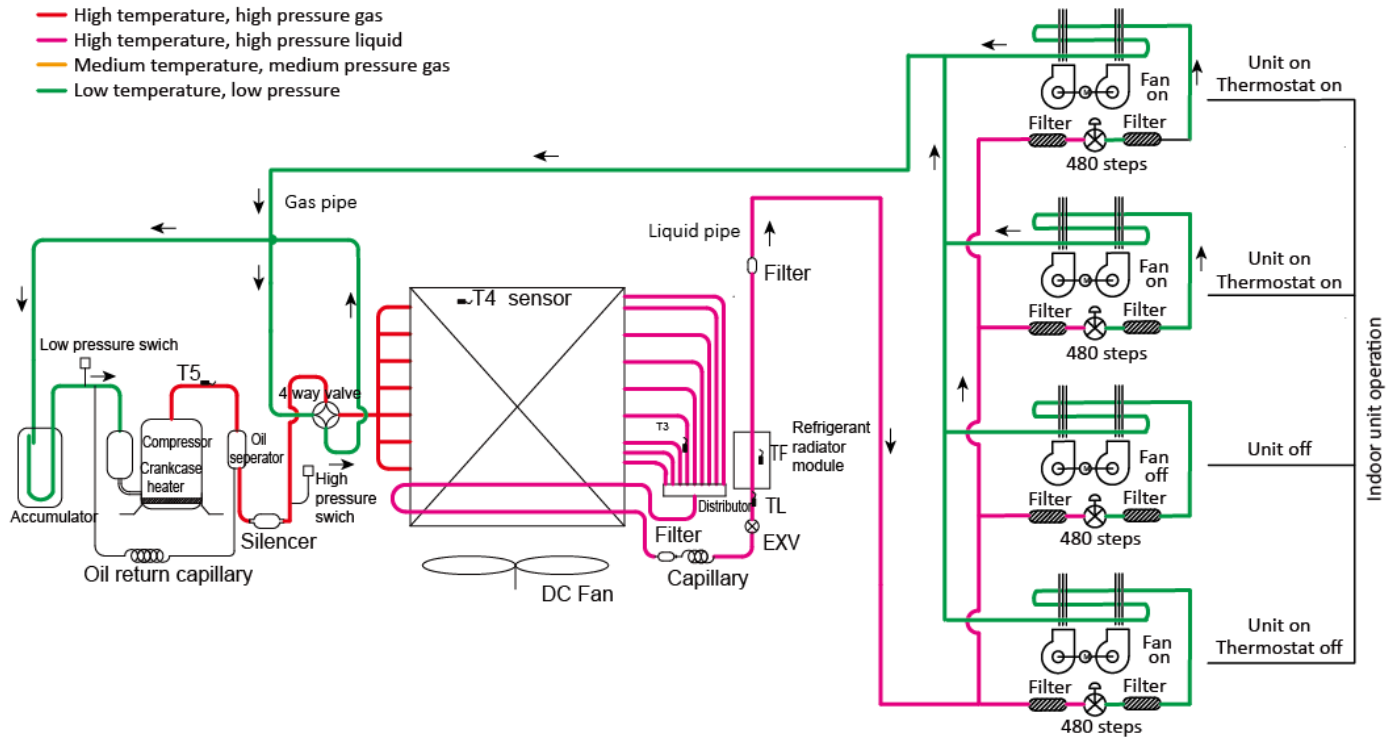 High temperature, high pressure gas
High temperature, high pressure liquid
Medium temperature, medium pressure gas
Low temperature, low pressure
Gas pipe
Liquid pipe
Filter
T4 sensor
Low pressure swich
T5
4 way valve
Compressor
Crankcase
heater
Oil
seperator
High
pressure
swich
Accumulator
Silencer
Oil return capillary
T3
TF
Refrigerant
radiator
module
Distributor
TL
EXV
Filter
Capillary
DC Fan
Fan
on
Filter
Filter
480 steps
Unit on
Thermostat on
Fan
on
Filter
Filter
480 steps
Unit on
Thermostat on
Fan
off
Filter
Filter
480 steps
Unit off
Fan
on
Filter
Filter
480 steps
Unit on
Thermostat off
Indoor unit operation